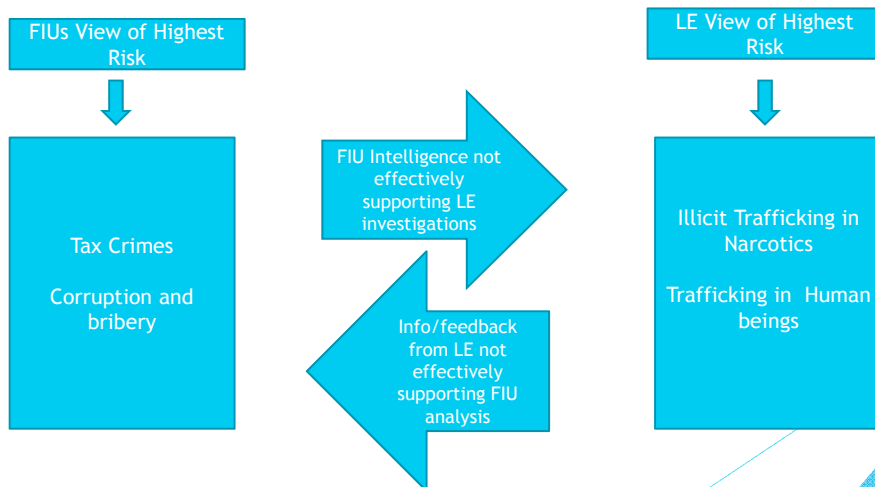 FIUs View of Highest
Risk
LE View of Highest
Risk
FIU Intelligence not
effectively
supporting LE
investigations
Tax Crimes
Corruption and
bribery
Illicit Trafficking in
Narcotics
Trafficking in Human
beings
Info/feedback
from LE not
effectively
supporting FIU
analysis